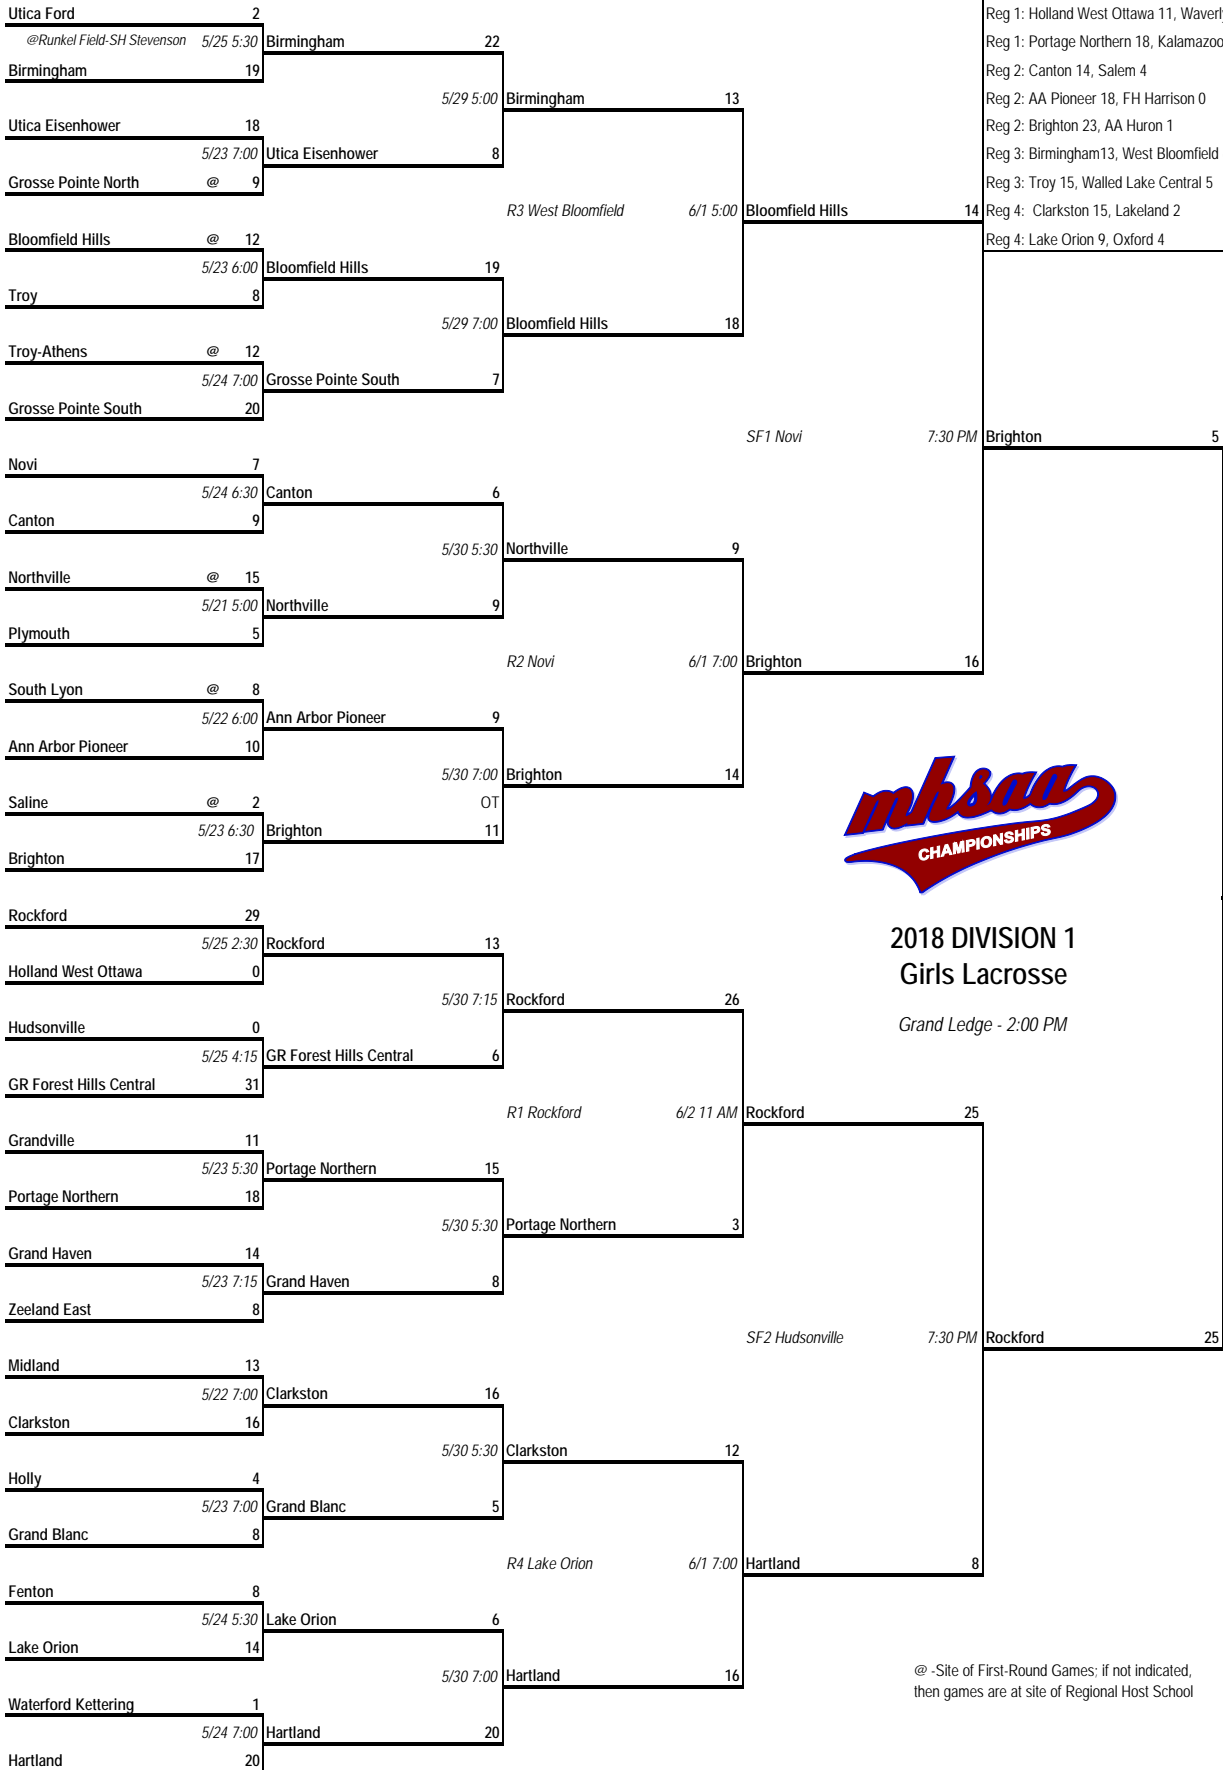 Utica Ford 2
@Runkel Field-SH Stevenson 5/25 5:30 Birmingham 22
Birmingham 19
5/29 5:00 Birmingham 13
Utica Eisenhower 18
5/23 7:00 Utica Eisenhower 8
Grosse Pointe North @ 9
R3 West Bloomfield 6/1 5:00 Bloomfield Hills 14
Bloomfield Hills @ 12
5/23 6:00 Bloomfield Hills 19
Troy 8
5/29 7:00 Bloomfield Hills 18
Troy-Athens @ 12
5/24 7:00 Grosse Pointe South 7
Grosse Pointe South 20
SF1 Novi 7:30 PM Brighton 5
Novi 7
5/24 6:30 Canton 6
Canton 9
5/30 5:30 Northville 9
Northville @ 15
5/21 5:00 Northville 9
Plymouth 5
R2 Novi 6/1 7:00 Brighton 16
South Lyon @ 8
5/22 6:00 Ann Arbor Pioneer 9
Ann Arbor Pioneer 10
5/30 7:00 Brighton 14
Saline @ 2 OT
5/23 6:30 Brighton 11
Brighton 17
Reg 1: Holland West Ottawa 11, Waverl
Reg 1: Portage Northern 18, Kalamazoo
Reg 2: Canton 14, Salem 4
Reg 2: AA Pioneer 18, FH Harrison 0
Reg 2: Brighton 23, AA Huron 1
Reg 3: Birmingham13, West Bloomfield
Reg 3: Troy 15, Walled Lake Central 5
Reg 4: Clarkston 15, Lakeland 2
Reg 4: Lake Orion 9, Oxford 4
mhsaa
CHAMPIONSHIPS
2018 DIVISION 1
Girls Lacrosse
Grand Ledge - 2:00 PM
Rockford 29
5/25 2:30 Rockford 13
Holland West Ottawa 0
5/30 7:15 Rockford 26
Hudsonville 0
5/25 4:15 GR Forest Hills Central 6
GR Forest Hills Central 31
R1 Rockford 6/2 11 AM Rockford 25
Grandville 11
5/23 5:30 Portage Northern 15
Portage Northern 18
5/30 5:30 Portage Northern 3
Grand Haven 14
5/23 7:15 Grand Haven 8
Zeeland East 8
SF2 Hudsonville 7:30 PM Rockford 25
Midland 13
5/22 7:00 Clarkston 16
Clarkston 16
5/30 5:30 Clarkston 12
Holly 4
5/23 7:00 Grand Blanc 5
Grand Blanc 8
R4 Lake Orion 6/1 7:00 Hartland 8
Fenton 8
5/24 5:30 Lake Orion 6
Lake Orion 14
5/30 7:00 Hartland 16
Waterford Kettering 1
5/24 7:00 Hartland 20
Hartland 20
@ -Site of First-Round Games; if not indicated,
then games are at site of Regional Host School